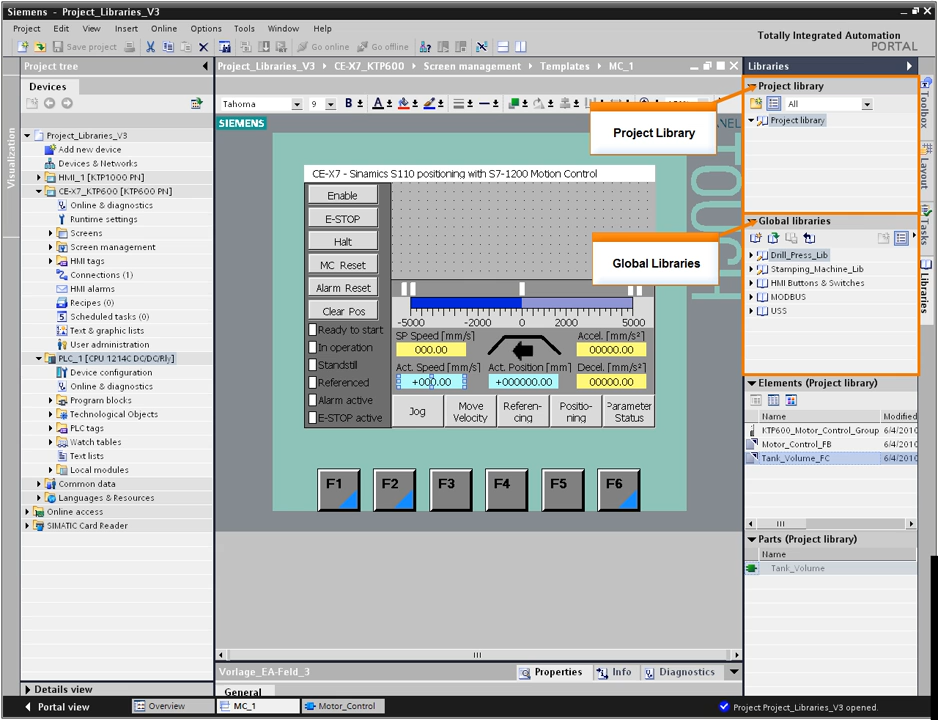 Siemens - Project_Libraries_V3
Project Edit View Insert Online Options Tools Window Help
Save project
Go online
Go offline
Totally Integrated Automation
PORTAL
Project tree
Project_Libraries_V3 CE-X7_KTP600 Screen management Templates MC_1
Libraries
Devices
Visualization
Project_Libraries_V3
Add new device
Devices & Networks
HMI_1 [KTP1000 PN]
CE-X7_KTP600 [KTP600 PN]
Online & diagnostics
Runtime settings
Screens
Screen management
HMI tags
Connections (1)
HMI alarms
Recipes (0)
Scheduled tasks (0)
Text & graphic lists
User administration
PLC_1 [CPU 1214C DC/DC/Rly]
Device configuration
Online & diagnostics
Program blocks
Technological Objects
PLC tags
Watch tables
Text lists
Local modules
Common data
Languages & Resources
Online access
SIMATIC Card Reader
Details view
Portal view
Tahoma 9 B A
SIEMENS
TOUCH
CE-X7 - Sinamics S110 positioning with S7-1200 Motion Control
Enable
E-STOP
Halt
MC Reset
Alarm Reset
Clear Pos
-5000 -2000 0 2000 5000
Ready to start
In operation
Standstill
Referenced
Alarm active
E-STOP active
SP Speed [mm/s]
000.00
Accel. [mm/s²]
00000.00
Act. Speed [mm/s]
+000.00
Act. Position [mm]
+000000.00
Decel. [mm/s²]
00000.00
Jog
Move
Velocity
Referen-
cing
Positio-
ning
Parameter
Status
F1 F2 F3 F4 F5 F6
Project Library
Global Libraries
Project library
All
Project library
Global libraries
Drill_Press_Lib
Stamping_Machine_Lib
HMI Buttons & Switches
MODBUS
USS
Elements (Project library)
Name Modified
KTP600_Motor_Control_Group 6/4/2010
Motor_Control_FB 6/4/2010
Tank_Volume_FC 6/4/2010
Parts (Project library)
Name
Tank_Volume
Toolbox
Layout
Tasks
Libraries
Vorlage_EA-Feld_3
Properties Info Diagnostics
General
Overview MC_1 Motor_Control
Project Project_Libraries_V3 opened.